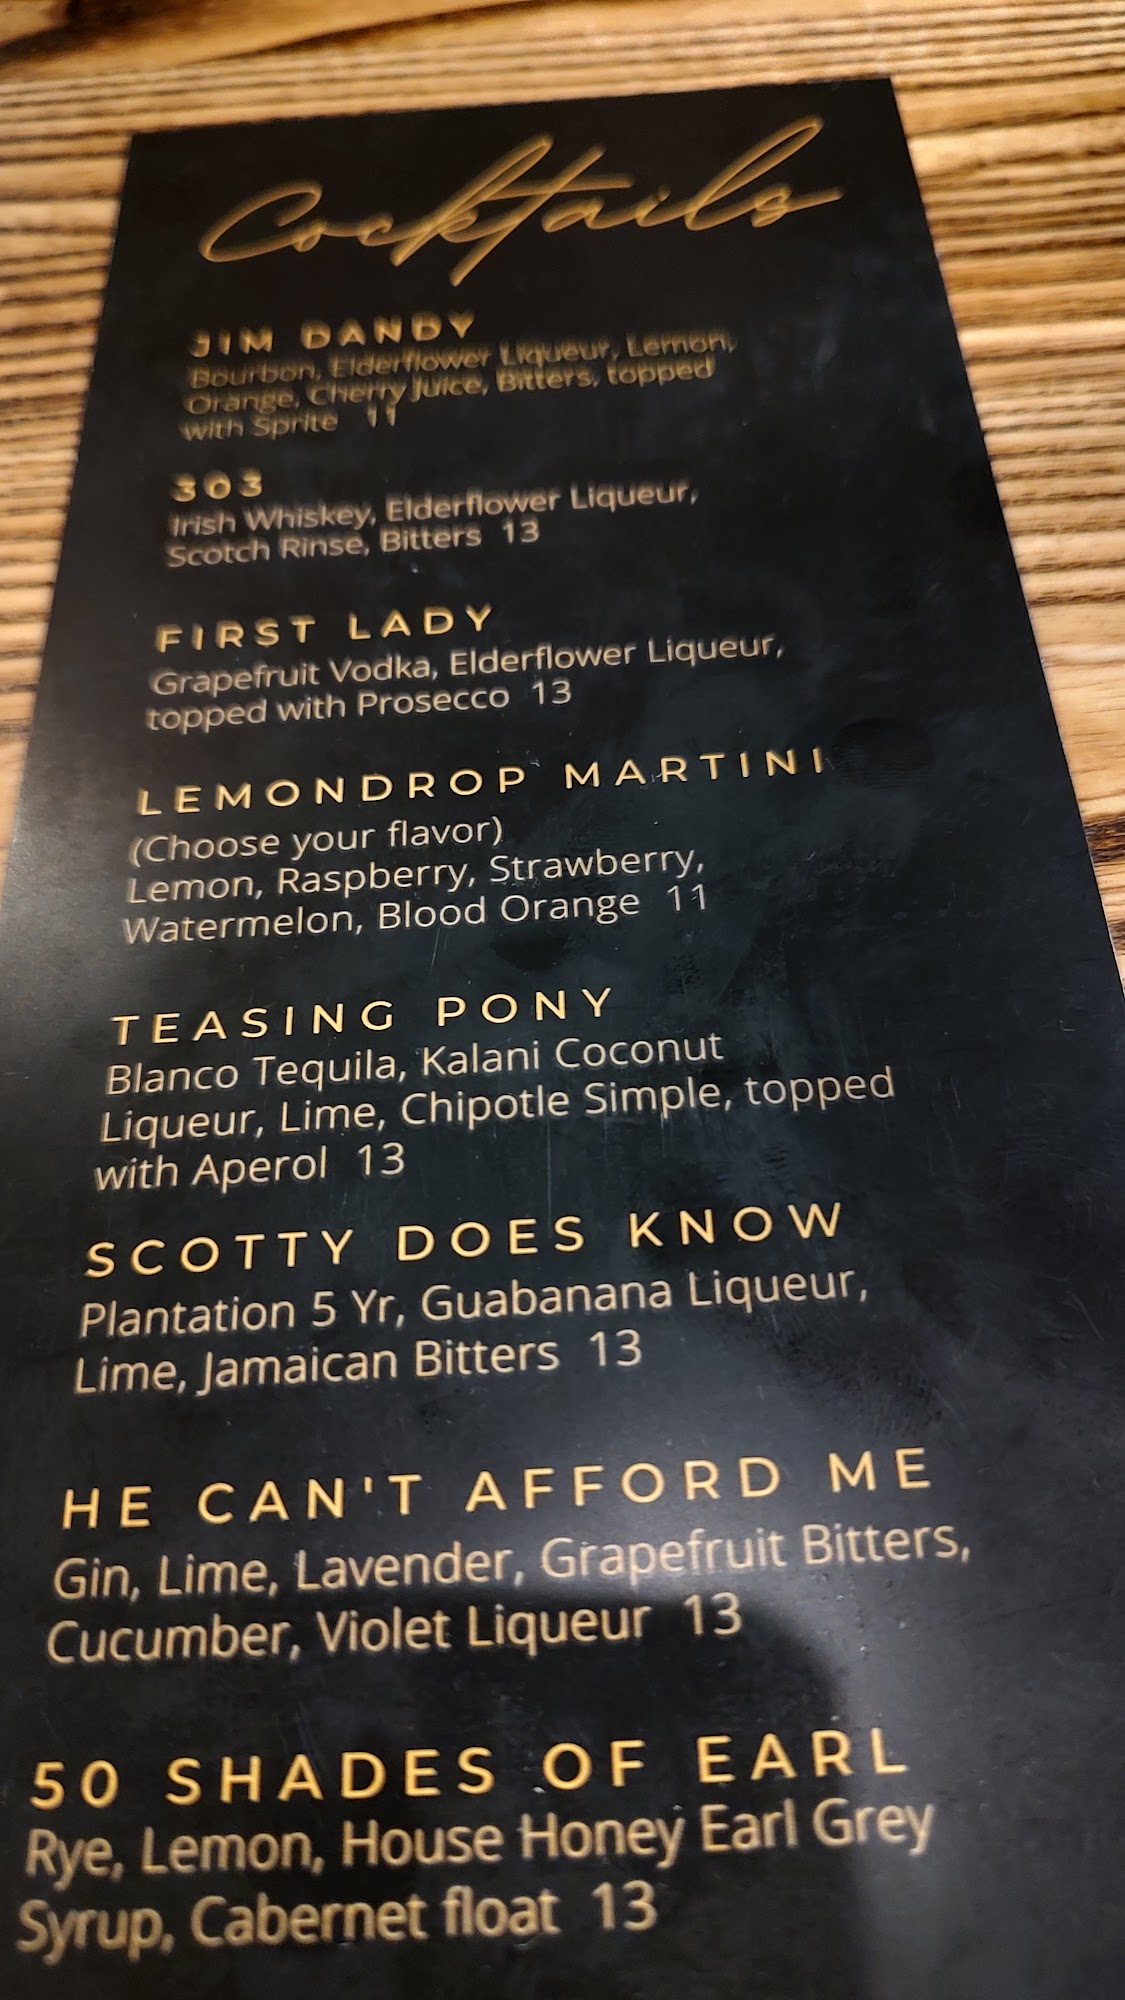 Cocktails
JIM DANDY
Bourbon, Elderflower Liqueur, Lemon,
Orange, Cherry Juice, Bitters, topped
with Sprite 11
303
Irish Whiskey, Elderflower Liqueur,
Scotch Rinse, Bitters 13
FIRST LADY
Grapefruit Vodka, Elderflower Liqueur,
topped with Prosecco 13
LEMONDROP MARTINI
(Choose your flavor)
Lemon, Raspberry, Strawberry,
Watermelon, Blood Orange 11
TEASING PONY
Blanco Tequila, Kalani Coconut
Liqueur, Lime, Chipotle Simple, topped
with Aperol 13
SCOTTY DOES KNOW
Plantation 5 Yr, Guabanana Liqueur,
Lime, Jamaican Bitters 13
HE CAN'T AFFORD ME
Gin, Lime, Lavender, Grapefruit Bitters,
Cucumber, Violet Liqueur 13
50 SHADES OF EARL
Rye, Lemon, House Honey Earl Grey
Syrup, Cabernet float 13